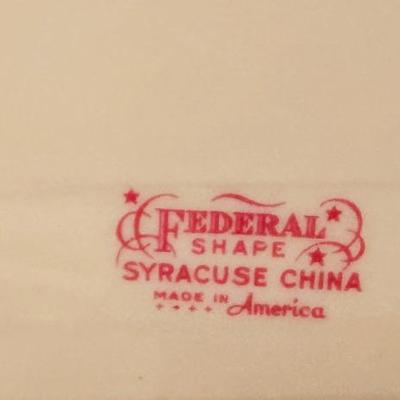 FEDERAL
SHAPE
SYRACUSE CHINA
MADE IN America